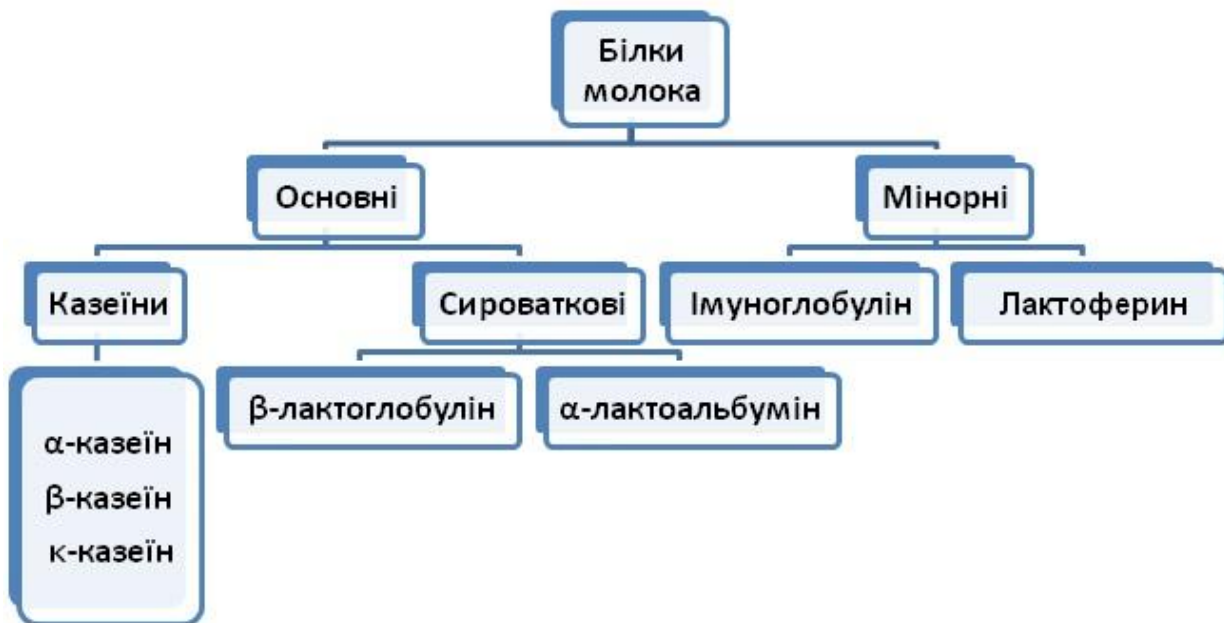 Білки
молока
Основні
Мінорні
Казеїни
Сироваткові
Імуноглобулін
Лактоферин
α-казеїн
β-казеїн
κ-казеїн
β-лактоглобулін
α-лактоальбумін